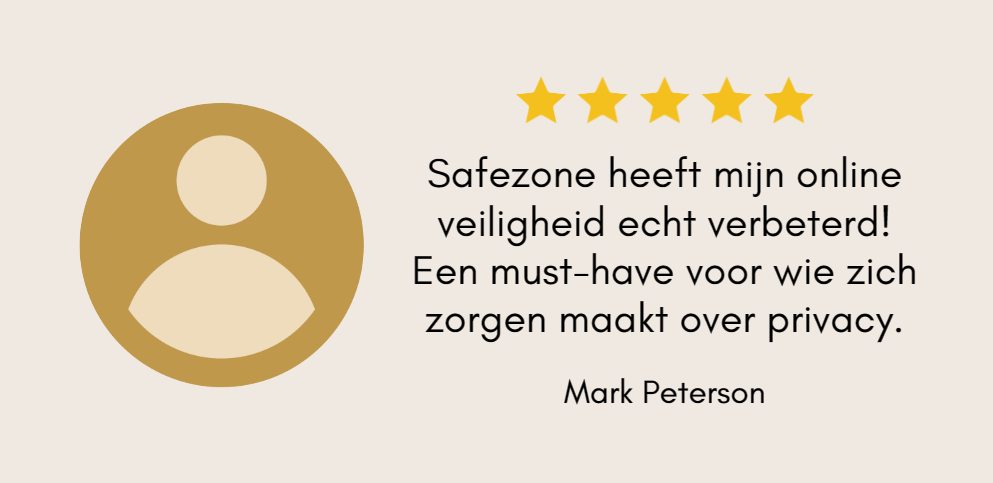 Safezone heeft mijn online
veiligheid echt verbeterd!
Een must-have voor wie zich
zorgen maakt over privacy.
Mark Peterson